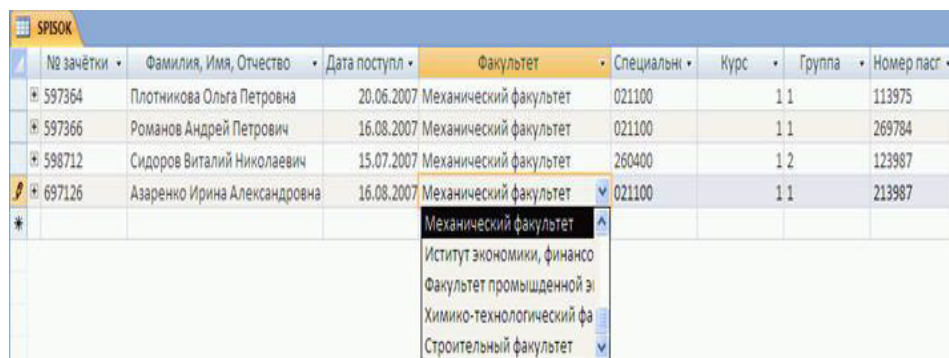 SPISOK
№ зачётки Фамилия, Имя, Отчество Дата поступл Факультет Специальнс Курс Группа Номер пасг
597364 Плотникова Ольга Петровна 20.06.2007 Механический факультет 021100 1 1 113975
597366 Романов Андрей Петрович 16.08.2007 Механический факультет 021100 1 1 269784
598712 Сидоров Виталий Николаевич 15.07.2007 Механический факультет 260400 1 2 123987
697126 Азаренко Ирина Александровна 16.08.2007 Механический факультет 021100 1 1 213987
Механический факультет
Иститут экономики, финансо
Факультет промышденной э
Химико-технологический фа
Строительный факультет